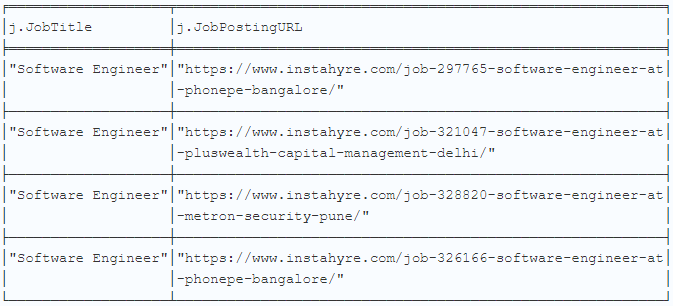 j.JobTitle j.JobPostingURL
"Software Engineer" "https://www.instahyre.com/job-297765-software-engineer-at
-phonepe-bangalore/"
"Software Engineer" "https://www.instahyre.com/job-321047-software-engineer-at
-pluswealth-capital-management-delhi/"
"Software Engineer" "https://www.instahyre.com/job-328820-software-engineer-at
-metron-security-pune/"
"Software Engineer" "https://www.instahyre.com/job-326166-software-engineer-at
-phonepe-bangalore/"